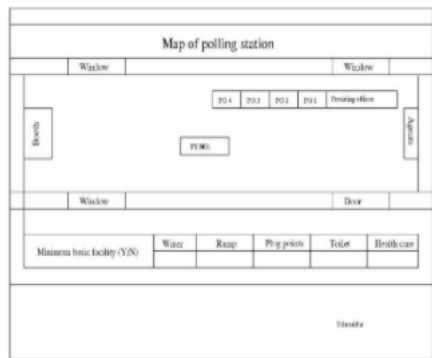 Map of polling station
Window Window
PO 4 PO 3 PO 2 PO 1 Presiding officer
Booth
Agents
Window Door
Minimum basic facility (Y/N) Water Ramp Plug points Toilet Health care